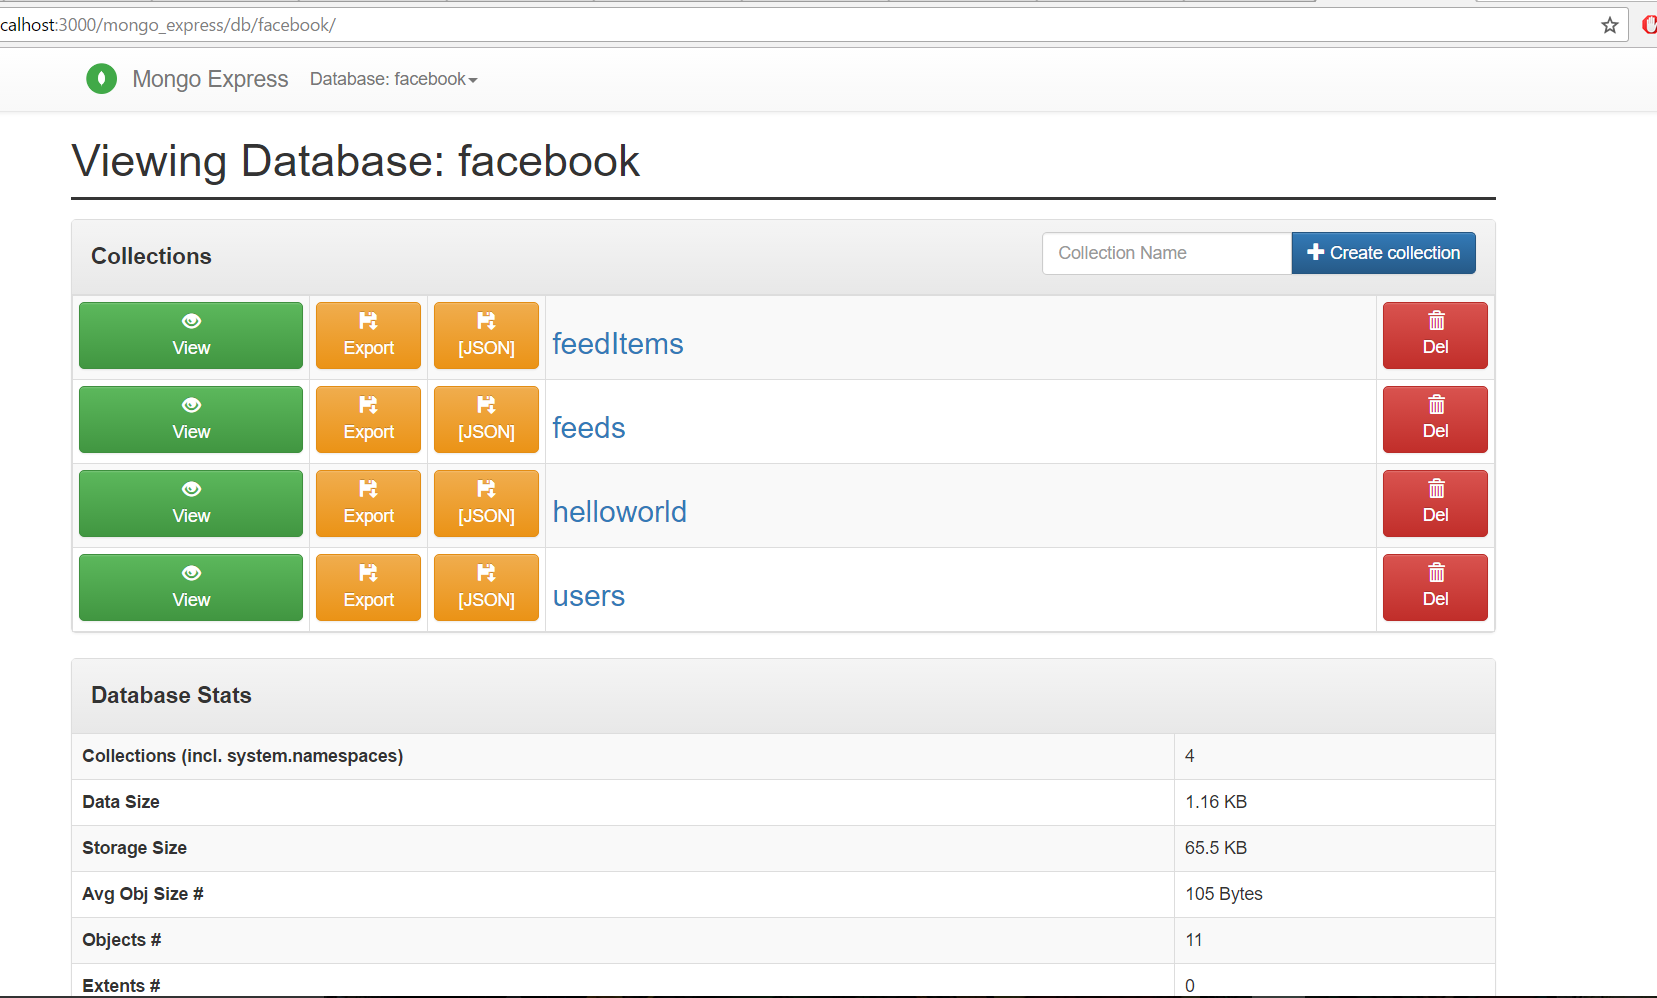 calhost:3000/mongo_express/db/facebook/
Mongo Express Database: facebook
Viewing Database: facebook
Collections
Collection Name
Create collection
View Export [JSON] feedItems Del
View Export [JSON] feeds Del
View Export [JSON] helloworld Del
View Export [JSON] users Del
Database Stats
Collections (incl. system.namespaces) 4
Data Size 1.16 KB
Storage Size 65.5 KB
Avg Obj Size # 105 Bytes
Objects # 11
Extents # 0